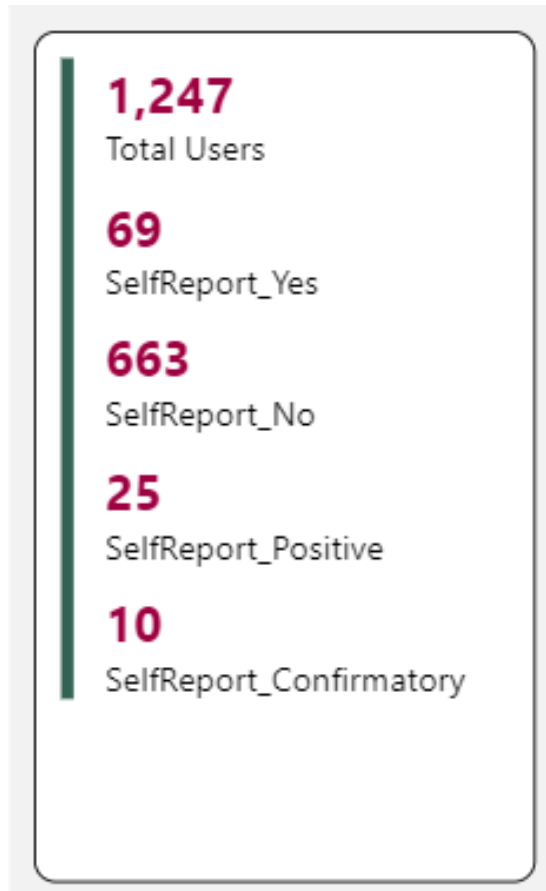 1,247
Total Users
69
SelfReport_Yes
663
SelfReport_No
25
SelfReport_Positive
10
SelfReport_Confirmatory